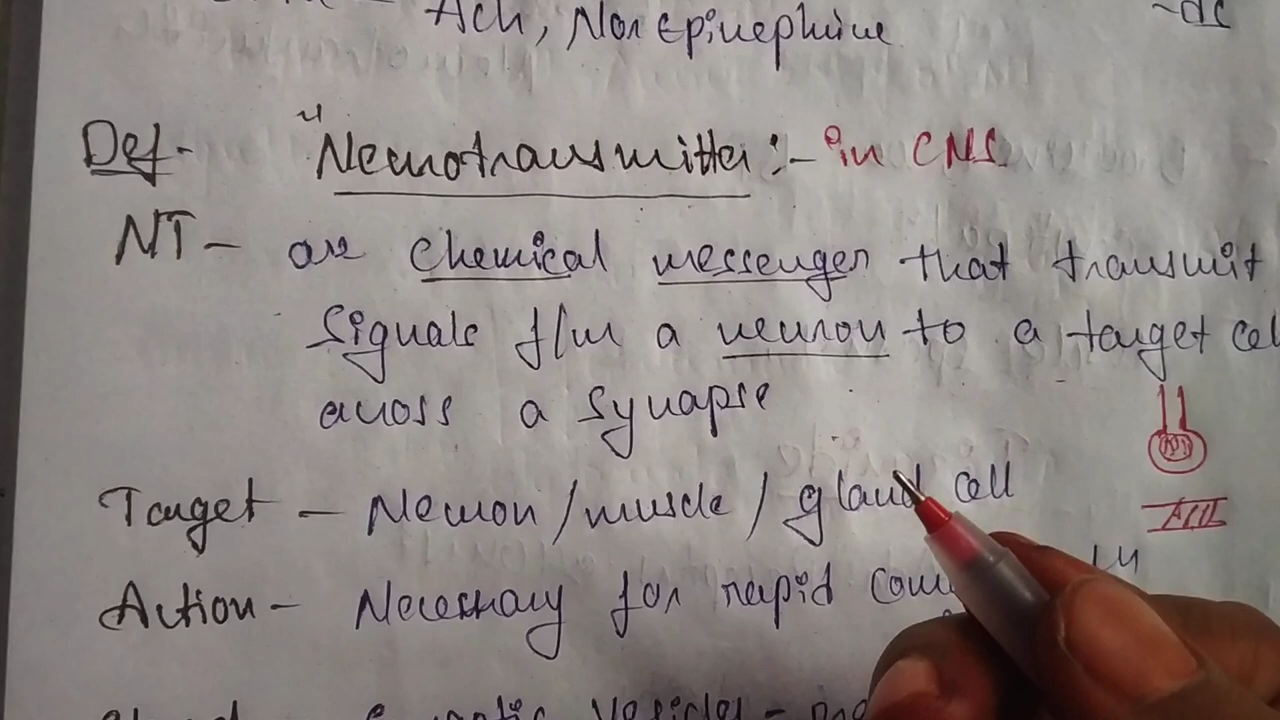 Ach, Nor Epinephrine
Def- "Neurotransmitter :- in CNS
NT - are chemical messenger that transmit
signals f/m a neuron to a target cel
across a synapse
Target - Neuron / muscle / gland cell
Action - Necessary for rapid com
vesicles -